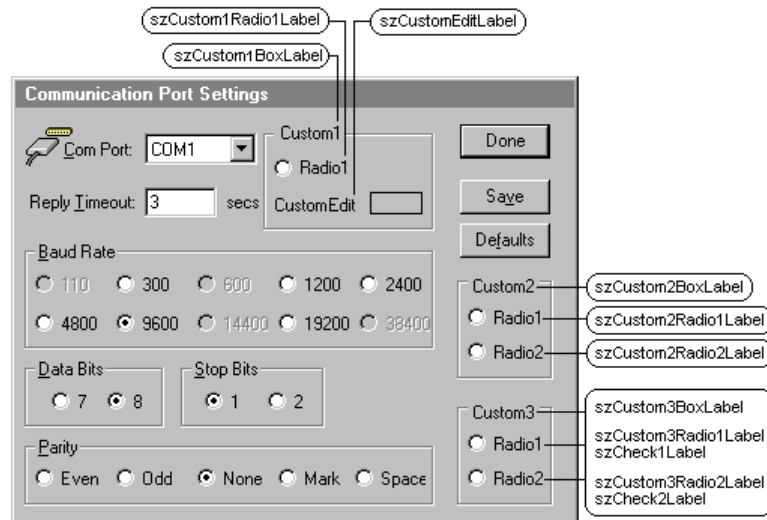 szCustom1Radio1Label
szCustomEditLabel
szCustom1BoxLabel
Communication Port Settings
Com Port: COM1
Custom1
Radio1
Done
Reply Timeout: 3 secs
CustomEdit
Save
Defaults
Baud Rate
110 300 600 1200 2400
4800 9600 14400 19200 38400
Custom2
szCustom2BoxLabel
Radio1
szCustom2Radio1Label
Radio2
szCustom2Radio2Label
Data Bits
7 8
Stop Bits
1 2
Custom3
szCustom3BoxLabel
Radio1
szCustom3Radio1Label
szCheck1Label
Parity
Even Odd None Mark Space
Radio2
szCustom3Radio2Label
szCheck2Label